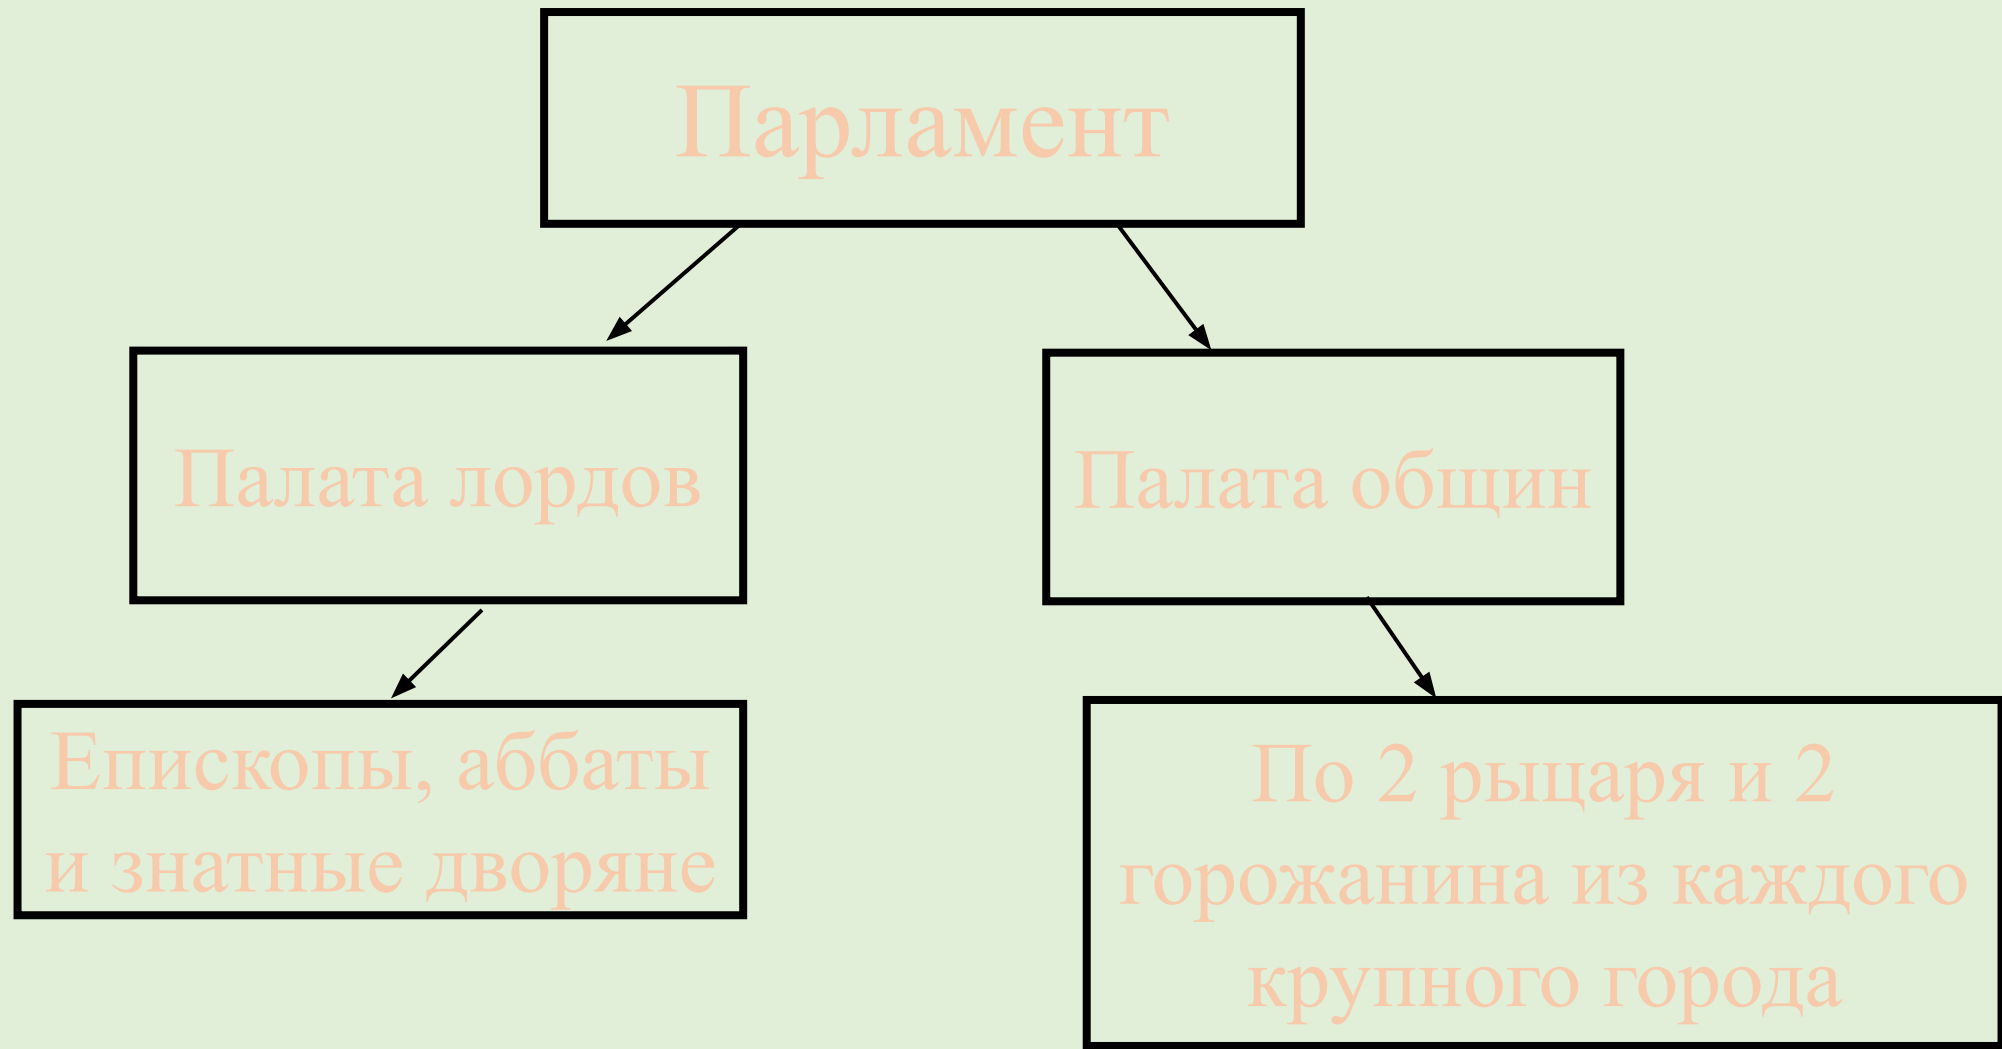 Парламент
Палата лордов
Палата общин
Епископы, аббаты
и знатные дворяне
По 2 рыцаря и 2
горожанина из каждого
крупного города